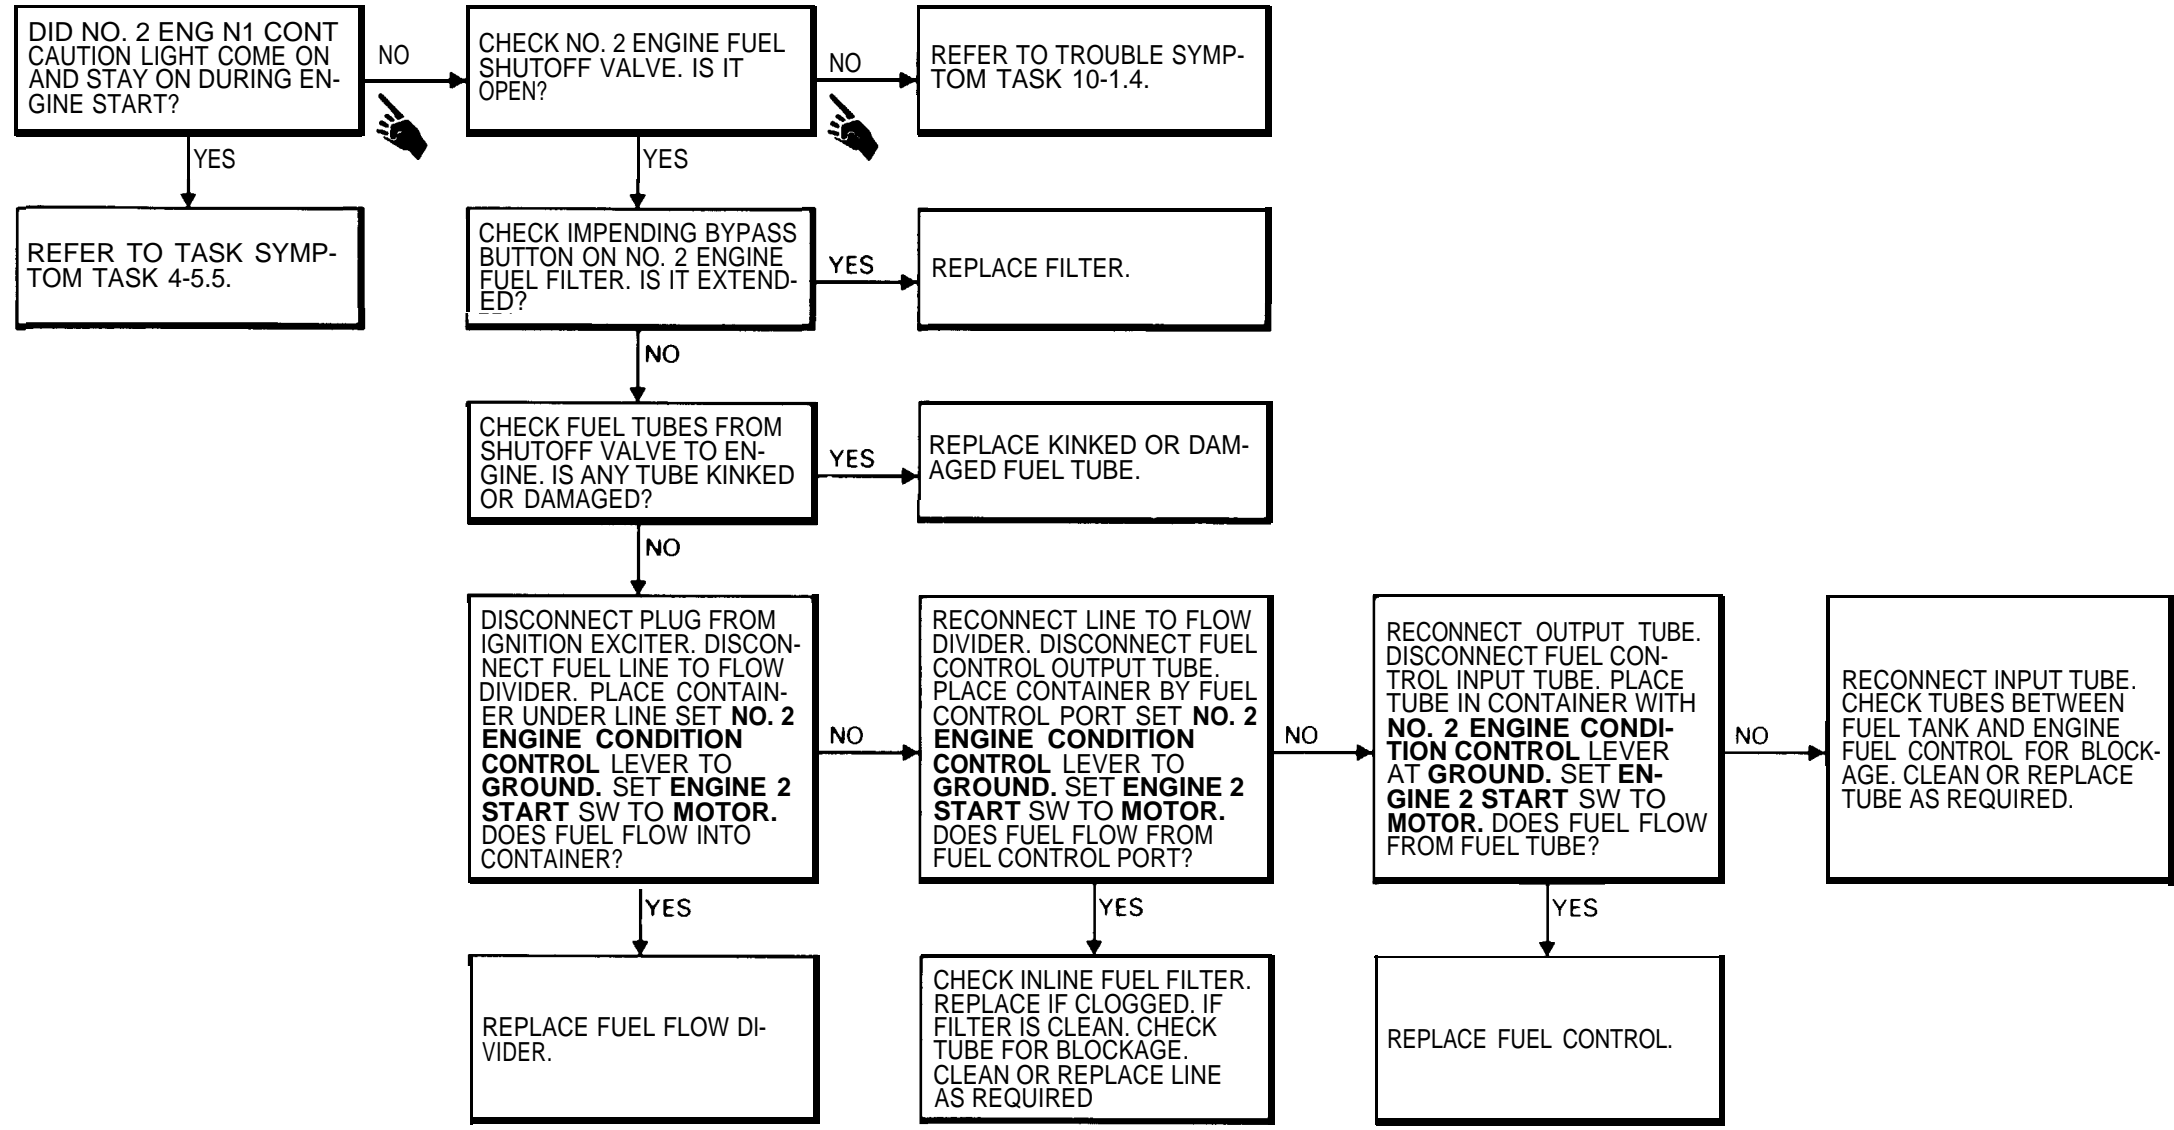 DID NO. 2 ENG N1 CONT
CAUTION LIGHT COME ON
AND STAY ON DURING EN-
GINE START?
NO
CHECK NO. 2 ENGINE FUEL
SHUTOFF VALVE. IS IT
OPEN?
NO
REFER TO TROUBLE SYMP-
TOM TASK 10-1.4.
YES
YES
REFER TO TASK SYMP-
TOM TASK 4-5.5.
CHECK IMPENDING BYPASS
BUTTON ON NO. 2 ENGINE
FUEL FILTER. IS IT EXTEND-
ED?
YES
REPLACE FILTER.
NO
CHECK FUEL TUBES FROM
SHUTOFF VALVE TO EN-
GINE. IS ANY TUBE KINKED
OR DAMAGED?
YES
REPLACE KINKED OR DAM-
AGED FUEL TUBE.
NO
DISCONNECT PLUG FROM
IGNITION EXCITER. DISCON-
NECT FUEL LINE TO FLOW
DIVIDER. PLACE CONTAIN-
ER UNDER LINE SET NO. 2
ENGINE CONDITION
CONTROL LEVER TO
GROUND. SET ENGINE 2
START SW TO MOTOR.
DOES FUEL FLOW INTO
CONTAINER?
NO
RECONNECT LINE TO FLOW
DIVIDER. DISCONNECT FUEL
CONTROL OUTPUT TUBE.
PLACE CONTAINER BY FUEL
CONTROL PORT SET NO. 2
ENGINE CONDITION
CONTROL LEVER TO
GROUND. SET ENGINE 2
START SW TO MOTOR.
DOES FUEL FLOW FROM
FUEL CONTROL PORT?
NO
RECONNECT OUTPUT TUBE.
DISCONNECT FUEL CON-
TROL INPUT TUBE. PLACE
TUBE IN CONTAINER WITH
NO. 2 ENGINE CONDI-
TION CONTROL LEVER
AT GROUND. SET EN-
GINE 2 START SW TO
MOTOR. DOES FUEL FLOW
FROM FUEL TUBE?
NO
RECONNECT INPUT TUBE.
CHECK TUBES BETWEEN
FUEL TANK AND ENGINE
FUEL CONTROL FOR BLOCK-
AGE. CLEAN OR REPLACE
TUBE AS REQUIRED.
YES
YES
YES
REPLACE FUEL FLOW DI-
VIDER.
CHECK INLINE FUEL FILTER.
REPLACE IF CLOGGED. IF
FILTER IS CLEAN. CHECK
TUBE FOR BLOCKAGE.
CLEAN OR REPLACE LINE
AS REQUIRED
REPLACE FUEL CONTROL.